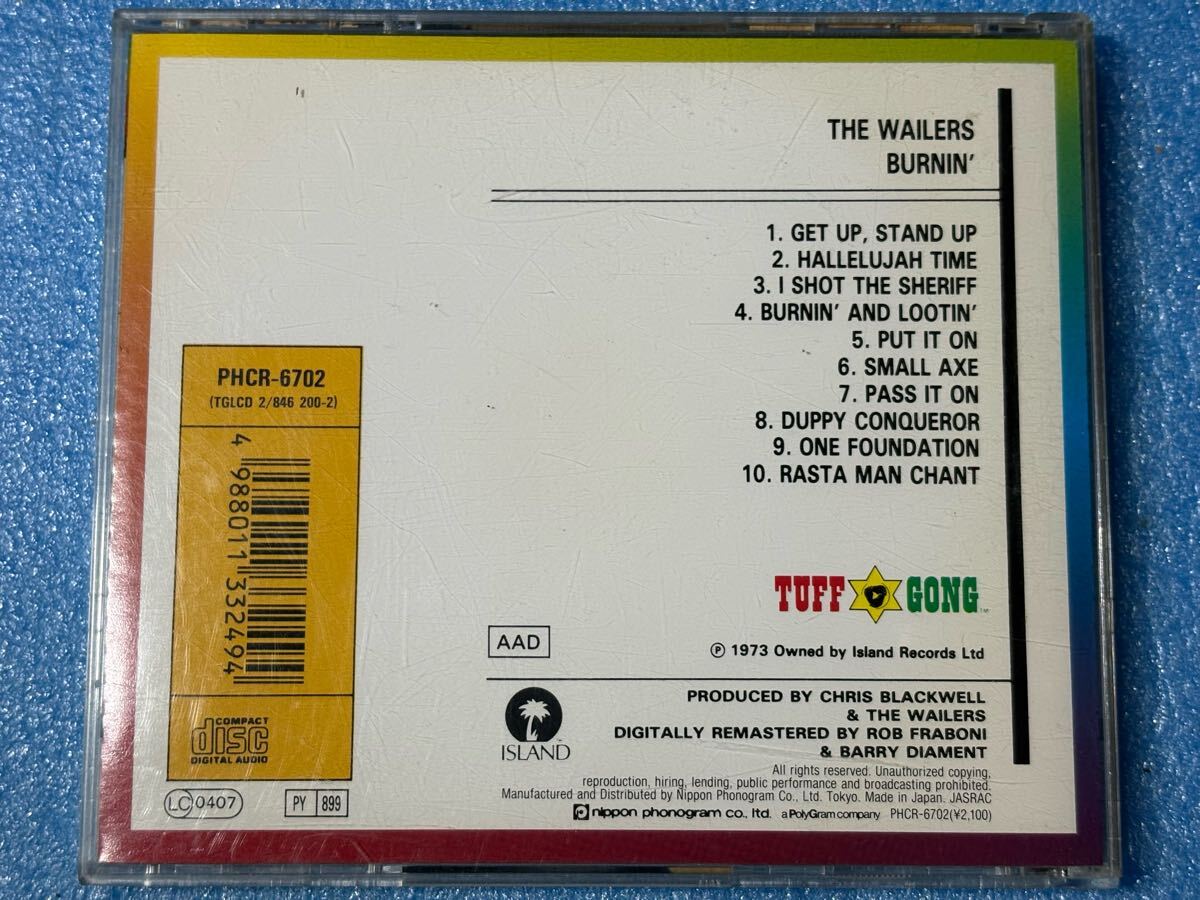 THE WAILERS
BURNIN'
1. GET UP, STAND UP
2. HALLELUJAH TIME
3. I SHOT THE SHERIFF
4. BURNIN' AND LOOTIN'
5. PUT IT ON
6. SMALL AXE
7. PASS IT ON
8. DUPPY CONQUEROR
9. ONE FOUNDATION
10. RASTA MAN CHANT
PHCR-6702
(TGLCD 2/846 200-2)
4 988011 332494
COMPACT
disc
DIGITAL AUDIO
LC 0407
PY 899
TUFF GONG TM
AAD
Ⓟ 1973 Owned by Island Records Ltd
ISLAND
PRODUCED BY CHRIS BLACKWELL
& THE WAILERS
DIGITALLY REMASTERED BY ROB FRABONI
& BARRY DIAMENT
All rights reserved. Unauthorized copying,
reproduction, hiring, lending, public performance and broadcasting prohibited.
Manufactured and Distributed by Nippon Phonogram Co., Ltd. Tokyo. Made in Japan. JASRAC
nippon phonogram co., ltd. a PolyGram company PHCR-6702(¥2,100)